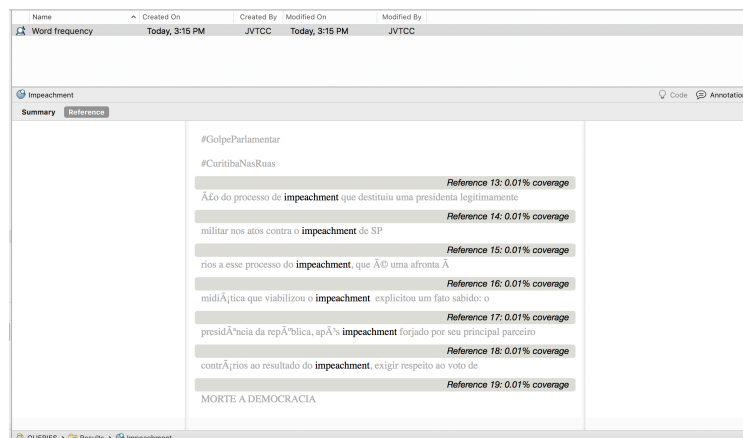 Name Created On Created By Modified On Modified By
Word frequency Today, 3:15 PM JVTCC Today, 3:15 PM JVTCC
Impeachment Code Annotation
Summary Reference
#GolpeParlamentar
#CuritibaNasRuas
Reference 13: 0.01% coverage
Ã£o do processo de impeachment que destituiu uma presidenta legitimamente
Reference 14: 0.01% coverage
militar nos atos contra o impeachment de SP
Reference 15: 0.01% coverage
rios a esse processo do impeachment, que Ã© uma afronta Ã
Reference 16: 0.01% coverage
midiÃ¡tica que viabilizou o impeachment explicitou um fato sabido: o
Reference 17: 0.01% coverage
presidÃªncia da repÃºblica, apÃ³s impeachment forjado por seu principal parceiro
Reference 18: 0.01% coverage
contrÃ¡rios ao resultado do impeachment, exigir respeito ao voto de
Reference 19: 0.01% coverage
MORTE A DEMOCRACIA
QUERIES Results Impeachment